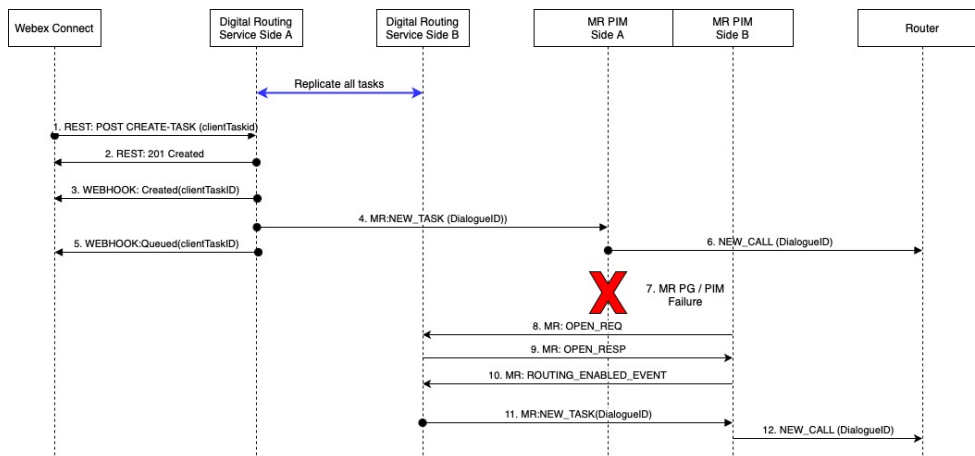 Webex Connect
Digital Routing
Service Side A
Digital Routing
Service Side B
MR PIM
Side A
MR PIM
Side B
Router
Replicate all tasks
1. REST: POST CREATE-TASK (clientTaskid)
2. REST: 201 Created
3. WEBHOOK: Created(clientTaskID)
4. MR:NEW_TASK (DialogueID))
5. WEBHOOK:Queued(clientTaskID)
6. NEW_CALL (DialogueID)
7. MR PG / PIM
Failure
8. MR: OPEN_REQ
9. MR: OPEN_RESP
10. MR: ROUTING_ENABLED_EVENT
11. MR:NEW_TASK(DialogueID)
12. NEW_CALL (DialogueID)